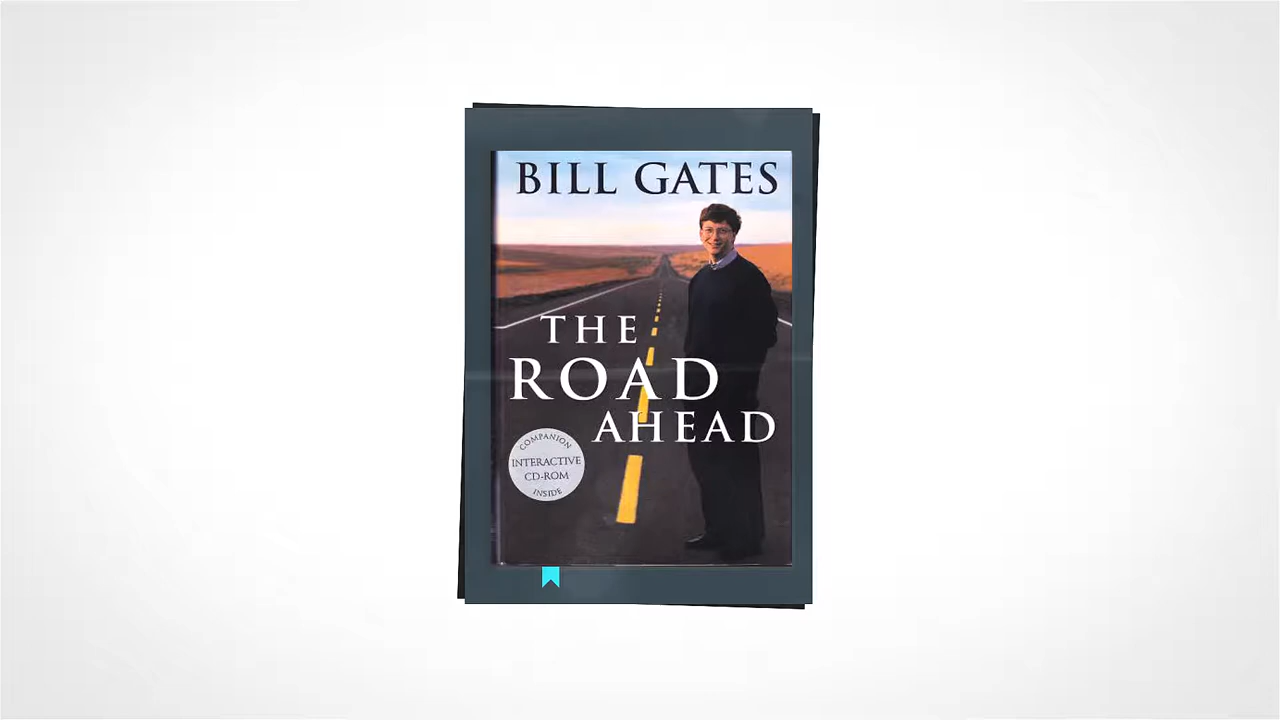 BILL GATES
THE
ROAD
AHEAD
COMPANION
INTERACTIVE
CD-ROM
INSIDE